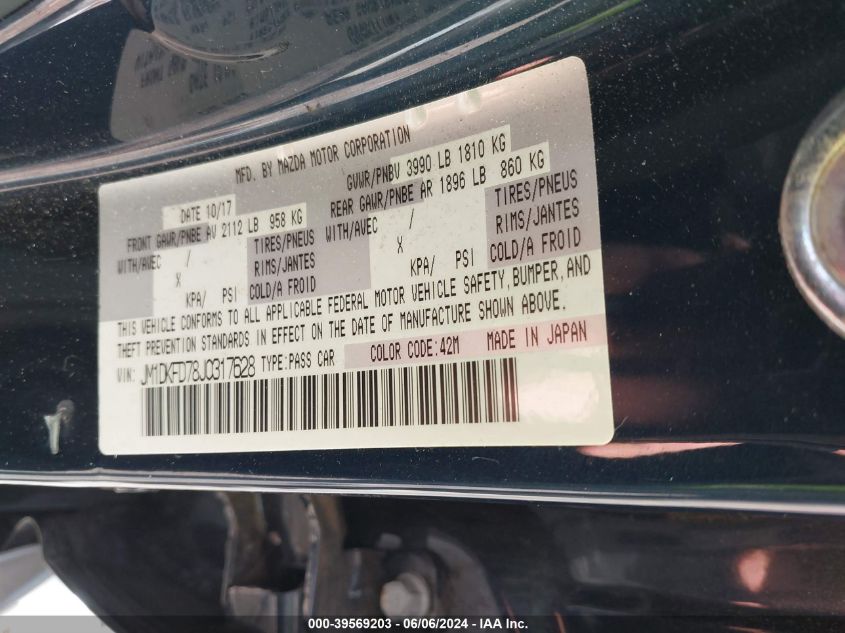 MFD. BY MAZDA MOTOR CORPORATION
DATE 10/17 GVWR/PNBV 3990 LB 1810 KG
FRONT GAWR/PNBE AV 2112 LB 958 KG REAR GAWR/PNBE AR 1896 LB 860 KG
WITH/AVEC / TIRES/PNEUS WITH/AVEC / TIRES/PNEUS
X RIMS/JANTES X RIMS/JANTES
KPA/ PSI COLD/A FROID KPA/ PSI COLD/A FROID
THIS VEHICLE CONFORMS TO ALL APPLICABLE FEDERAL MOTOR VEHICLE SAFETY, BUMPER, AND
THEFT PREVENTION STANDARDS IN EFFECT ON THE DATE OF MANUFACTURE SHOWN ABOVE.
VIN: JM1DKFD78J0317628 TYPE:PASS CAR COLOR CODE:42M MADE IN JAPAN
000-39569203 - 06/06/2024 - IAAI Inc.